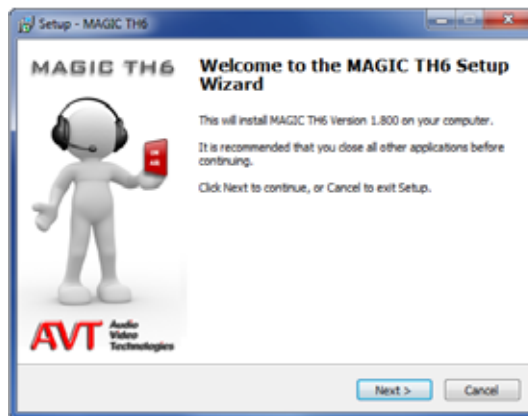 Setup - MAGIC TH6
MAGIC TH6
Welcome to the MAGIC TH6 Setup
Wizard
This will install MAGIC TH6 Version 1.800 on your computer.
It is recommended that you close all other applications before
continuing.
Click Next to continue, or Cancel to exit Setup.
ON
AIR
AVT Audio
Video
Technologies
Next >
Cancel